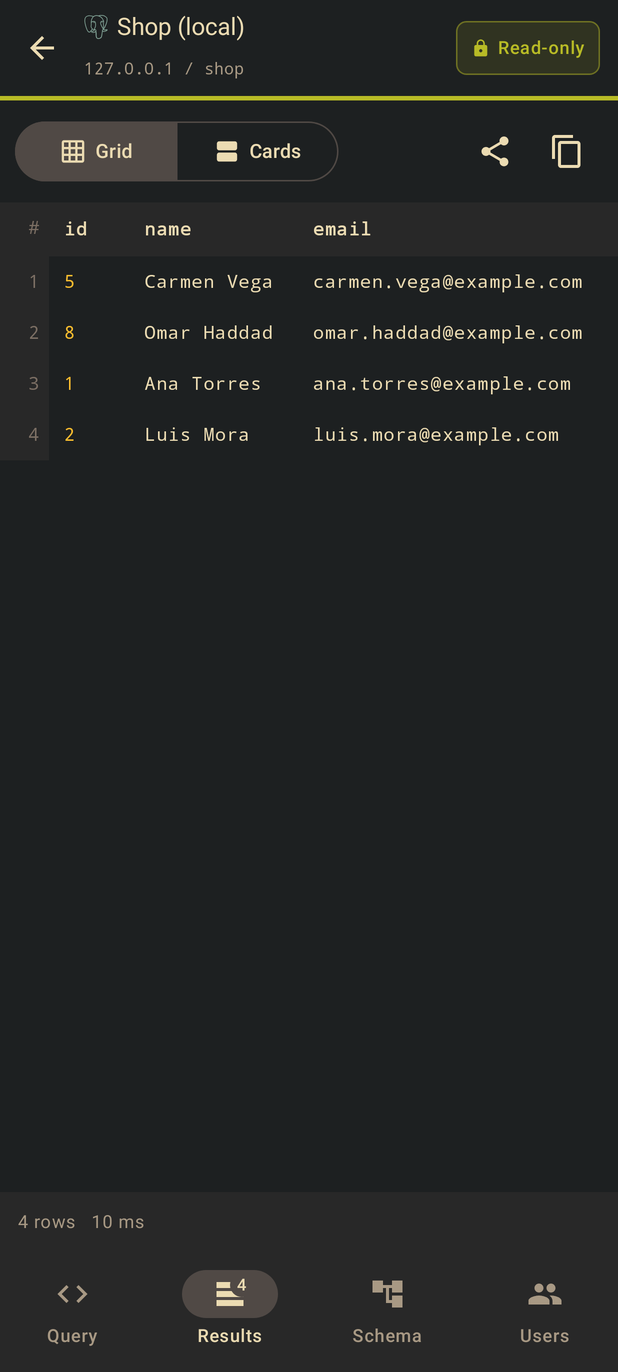 Shop (local)
127.0.0.1 / shop
Read-only
Grid
Cards
# id name email
1 5 Carmen Vega carmen.vega@example.com
2 8 Omar Haddad omar.haddad@example.com
3 1 Ana Torres ana.torres@example.com
4 2 Luis Mora luis.mora@example.com
4 rows 10 ms
4
Query Results Schema Users